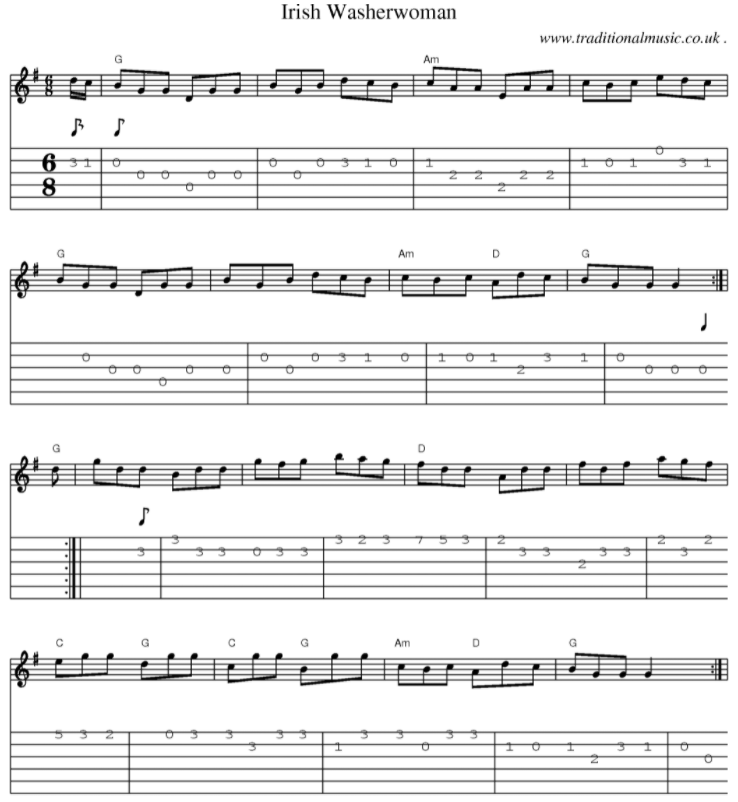 Irish Washerwoman
www.traditionalmusic.co.uk .
G Am
6 8
6 8
3 1 0 0 0 0 0 0 0 0 0 3 1 0 1 2 2 2 2 2 1 0 1 0 3 1
G Am D G
0 0 0 0 0 0 0 0 0 3 1 0 1 0 1 2 3 1 0 0 0 0
G D
3 3 3 3 0 3 3 3 2 3 7 5 3 2 3 3 2 3 3 2 3 2
C G C G Am D G
5 3 2 0 3 3 3 3 3 1 3 3 0 3 3 1 0 1 2 3 1 0 0